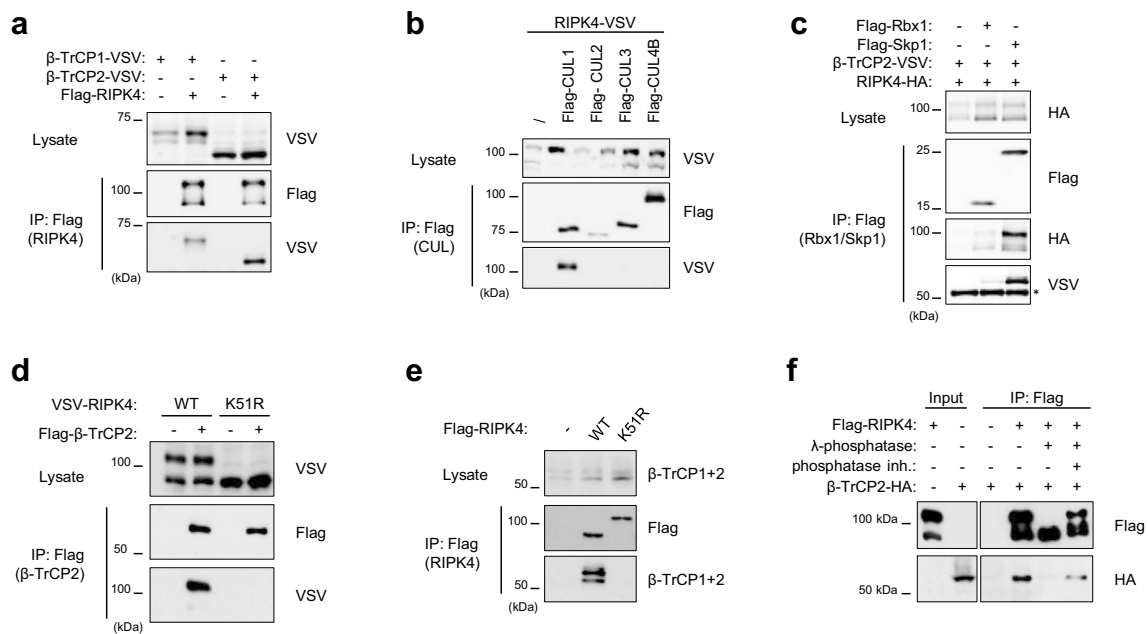 a
β-TrCP1-VSV: + + - -
β-TrCP2-VSV: - - + +
Flag-RIPK4: - + - +
75
Lysate
VSV
100
Flag
IP: Flag
(RIPK4)
75
VSV
(kDa)
b
RIPK4-VSV
/
Flag-CUL1
Flag- CUL2
Flag-CUL3
Flag-CUL4B
Lysate
100
VSV
IP: Flag
(CUL)
75
Flag
100
VSV
(kDa)
c
Flag-Rbx1: - + -
Flag-Skp1: - - +
β-TrCP2-VSV: + + +
RIPK4-HA: + + +
Lysate
100
HA
25
Flag
15
IP: Flag
(Rbx1/Skp1)
100
HA
VSV
50
*
(kDa)
d
VSV-RIPK4: WT K51R
Flag-β-TrCP2: - + - +
Lysate
100
VSV
Flag
50
IP: Flag
(β-TrCP2)
100
VSV
(kDa)
e
Flag-RIPK4: - WT K51R
Lysate
β-TrCP1+2
50
100
Flag
IP: Flag
(RIPK4)
β-TrCP1+2
50
(kDa)
f
Input IP: Flag
Flag-RIPK4: + - - + + +
λ-phosphatase: - - - - + +
phosphatase inh.: - - - - - +
β-TrCP2-HA: - + + + + +
100 kDa
Flag
HA
50 kDa